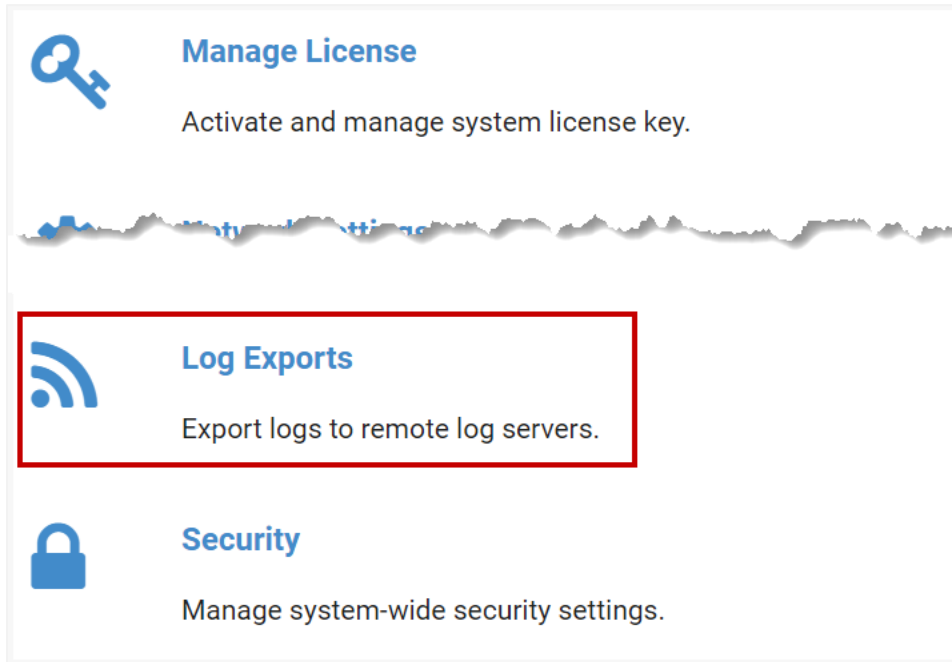 Manage License
Activate and manage system license key.
Log Exports
Export logs to remote log servers.
Security
Manage system-wide security settings.